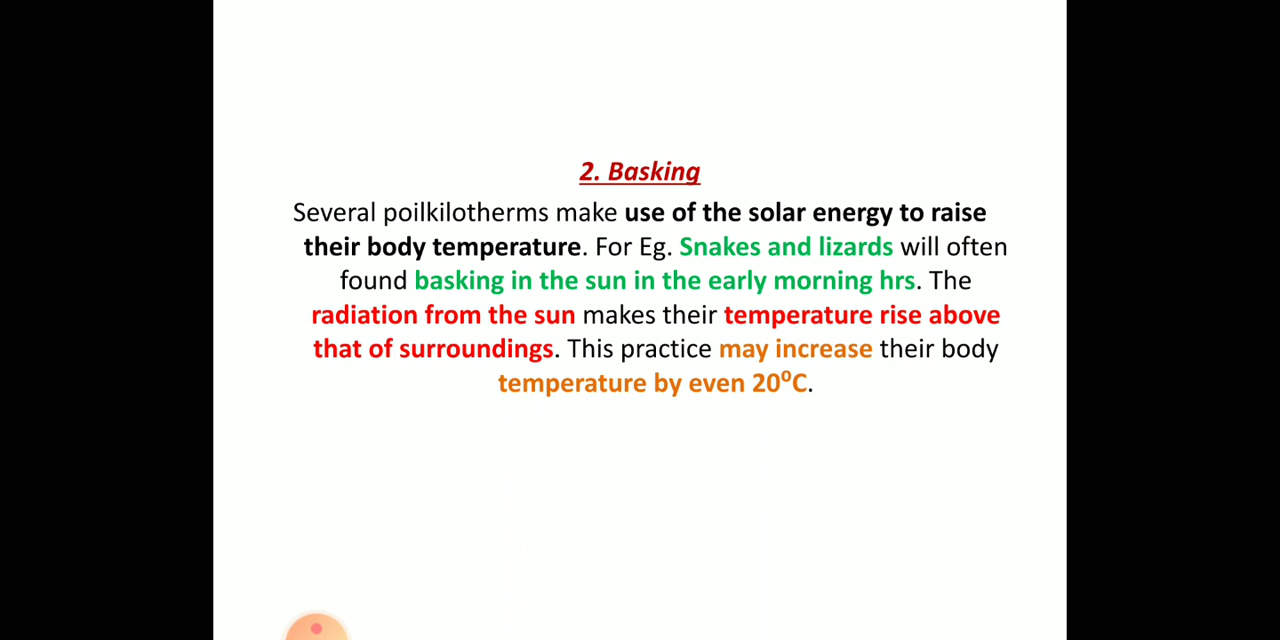 2. Basking
Several poilkilotherms make use of the solar energy to raise
their body temperature. For Eg. Snakes and lizards will often
found basking in the sun in the early morning hrs. The
radiation from the sun makes their temperature rise above
that of surroundings. This practice may increase their body
temperature by even 20⁰C.